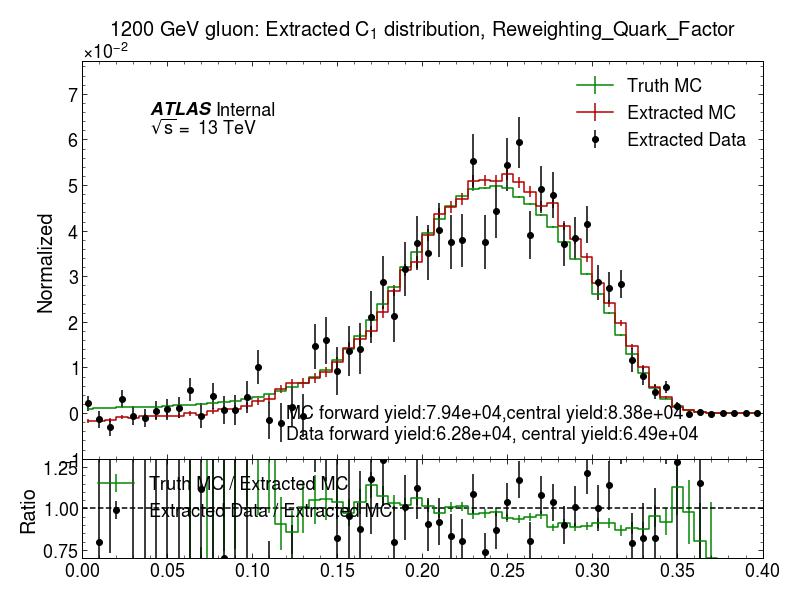 1200 GeV gluon: Extracted C₁ distribution, Reweighting_Quark_Factor
×10⁻²
ATLAS Internal
√s = 13 TeV
Truth MC
Extracted MC
Extracted Data
Normalized
7
6
5
4
3
2
1
0
1
MC forward yield:7.94e+04,central yield:8.38e+04
Data forward yield:6.28e+04, central yield:6.49e+04
Ratio
1.25
1.00
0.75
Truth MC / Extracted MC
Extracted Data / Extracted MC
0.00 0.05 0.10 0.15 0.20 0.25 0.30 0.35 0.40